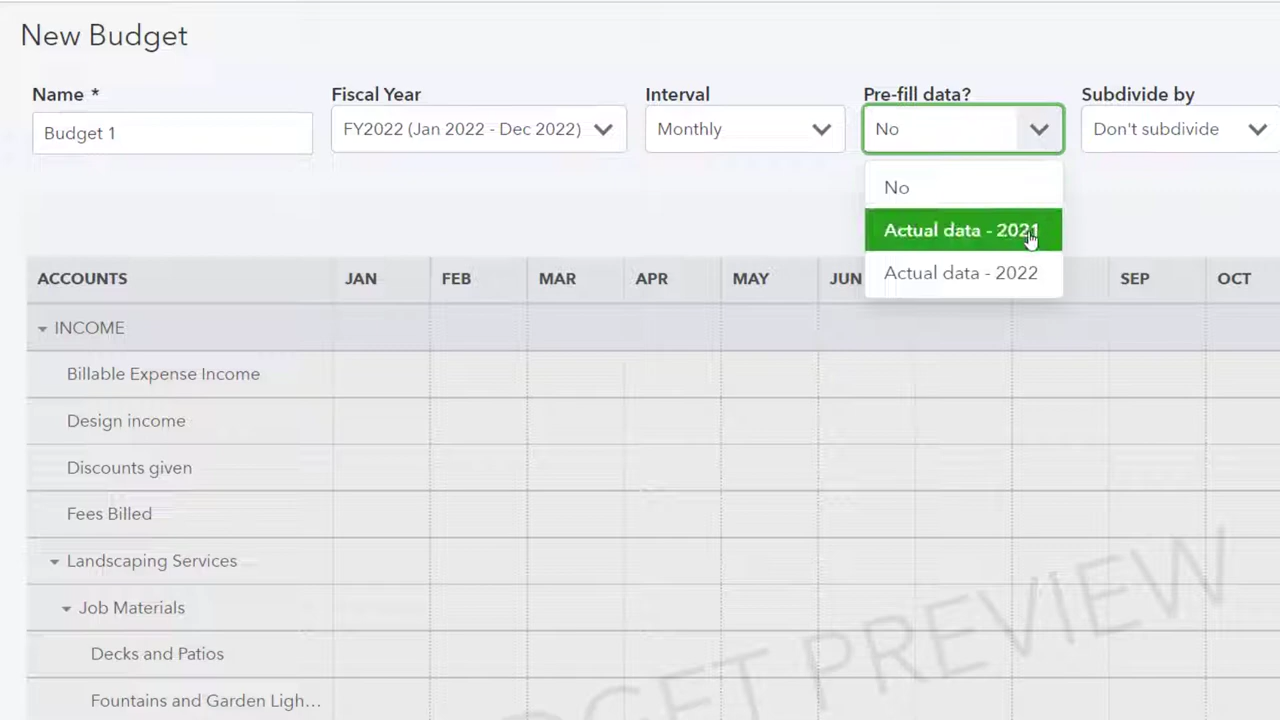 New Budget
Name *
Fiscal Year
Interval
Pre-fill data?
Subdivide by
Budget 1
FY2022 (Jan 2022 - Dec 2022)
Monthly
No
Don't subdivide
No
Actual data - 2021
Actual data - 2022
ACCOUNTS
JAN
FEB
MAR
APR
MAY
JUN
SEP
OCT
INCOME
Billable Expense Income
Design income
Discounts given
Fees Billed
Landscaping Services
Job Materials
Decks and Patios
Fountains and Garden Ligh...
GET PREVIEW